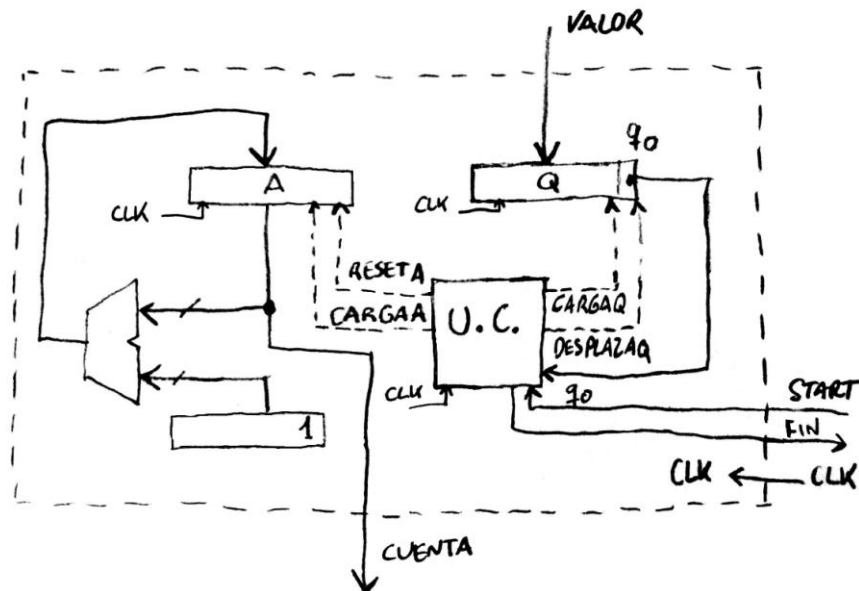 VALOR
q0
A
Q
CLK
CLK
RESETA
CARGAA
U.C.
CARGAQ
DESPLAZAQ
CLK
q0
START
FIN
1
CLK
CLK
CUENTA